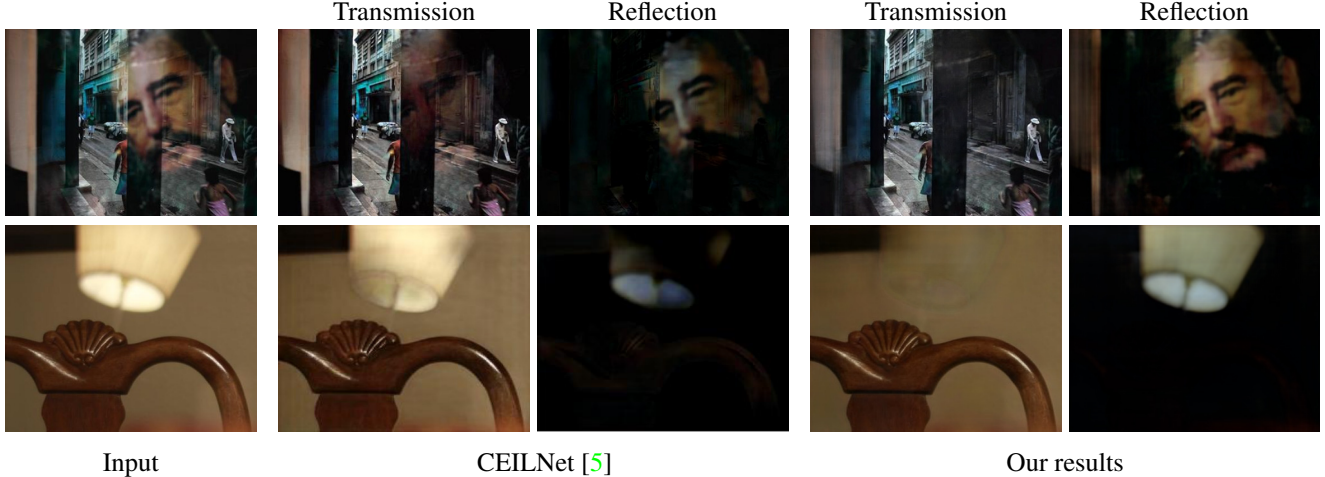 Transmission Reflection Transmission Reflection
Input CEILNet [5] Our results